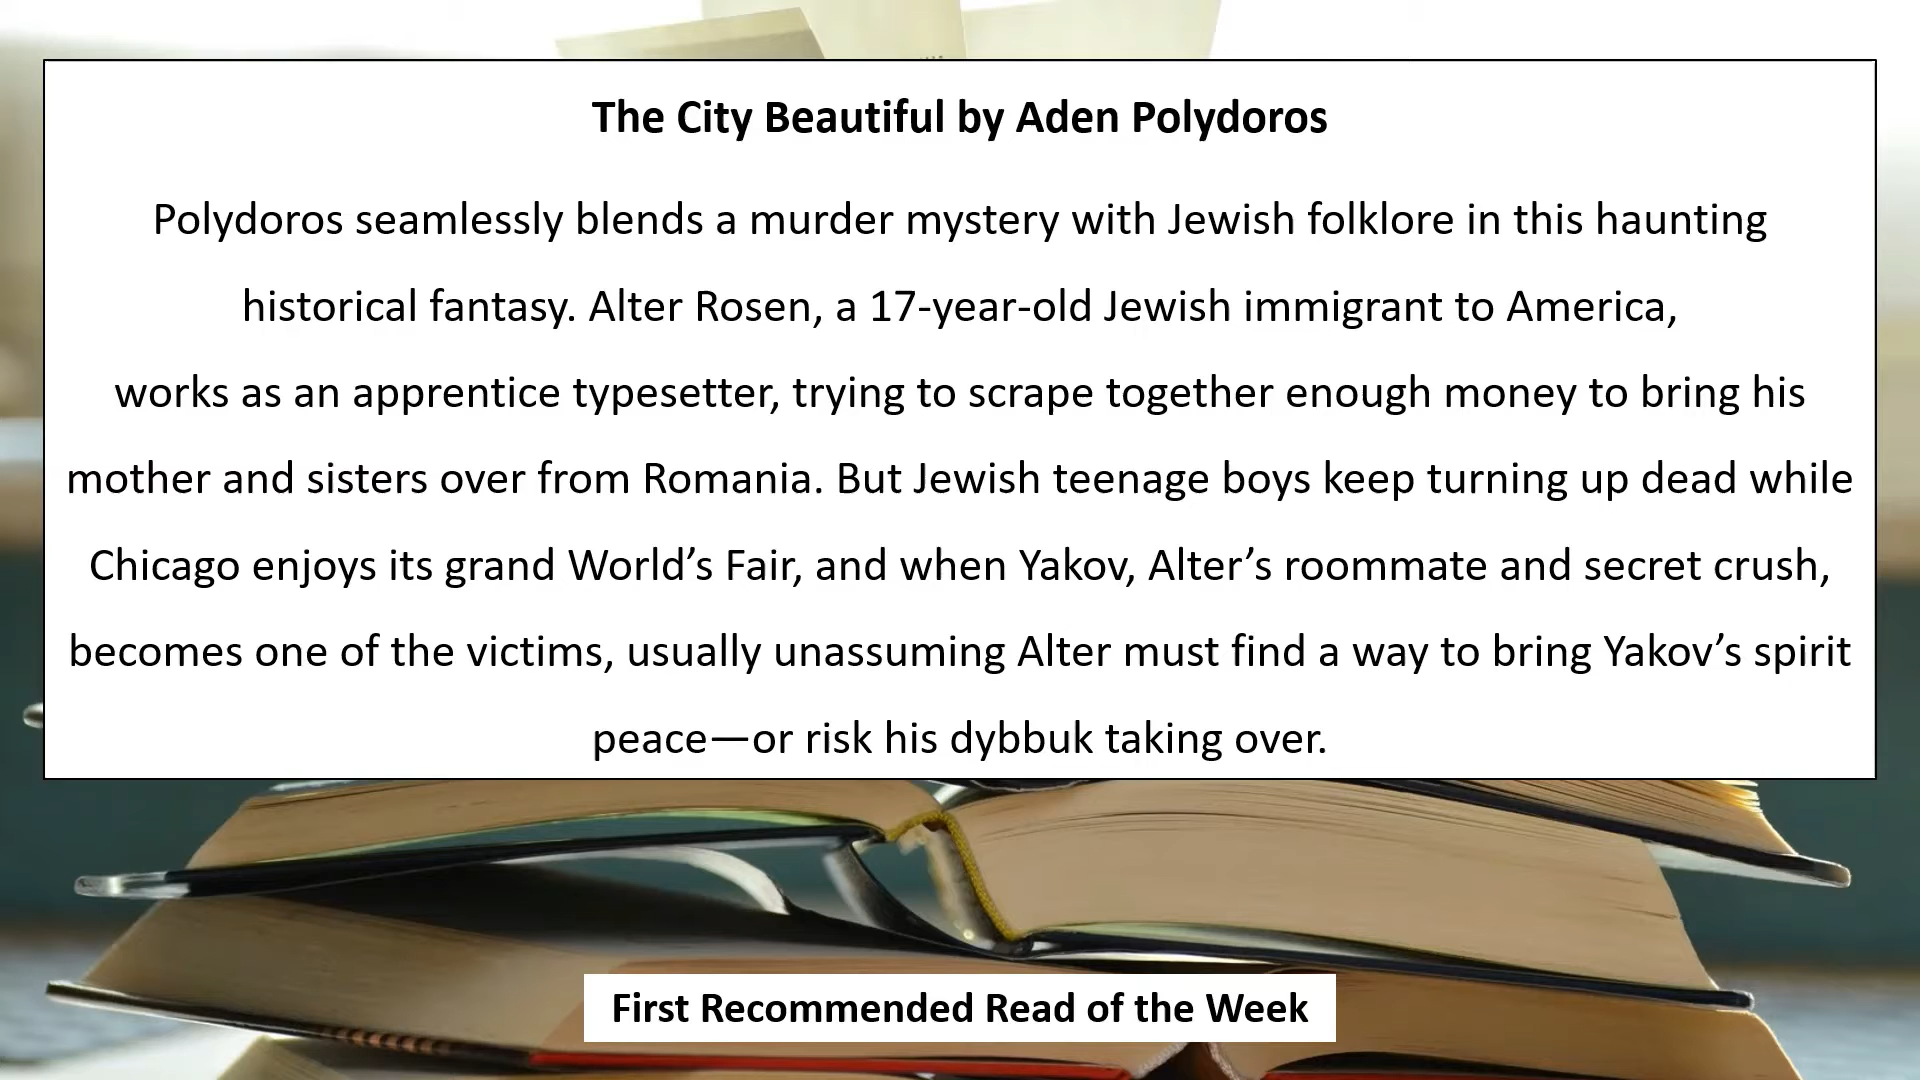 The City Beautiful by Aden Polydoros
Polydoros seamlessly blends a murder mystery with Jewish folklore in this haunting
historical fantasy. Alter Rosen, a 17-year-old Jewish immigrant to America,
works as an apprentice typesetter, trying to scrape together enough money to bring his
mother and sisters over from Romania. But Jewish teenage boys keep turning up dead while
Chicago enjoys its grand World’s Fair, and when Yakov, Alter’s roommate and secret crush,
becomes one of the victims, usually unassuming Alter must find a way to bring Yakov’s spirit
peace—or risk his dybbuk taking over.
First Recommended Read of the Week